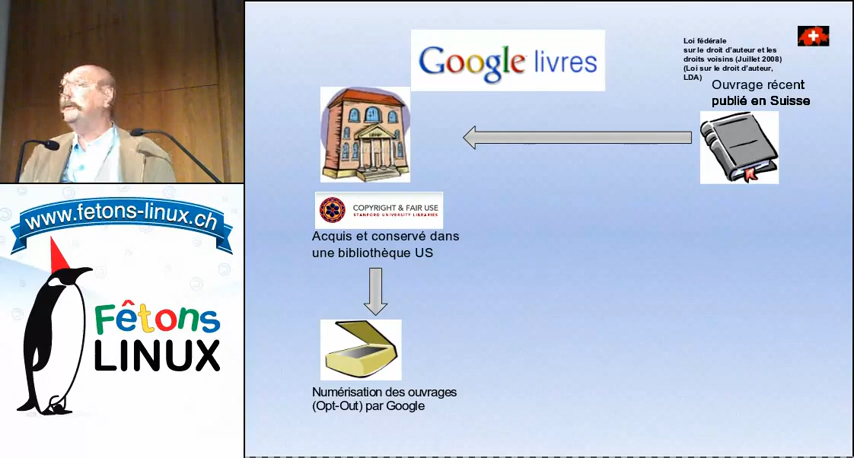 www.fetons-linux.ch
Fêtons
LINUX
Google livres
Loi fédérale
sur le droit d'auteur et les
droits voisins (Juillet 2008)
(Loi sur le droit d'auteur,
LDA)
Ouvrage récent
publié en Suisse
COPYRIGHT & FAIR USE
STANFORD UNIVERSITY LIBRARIES
Acquis et conservé dans
une bibliothèque US
Numérisation des ouvrages
(Opt-Out) par Google